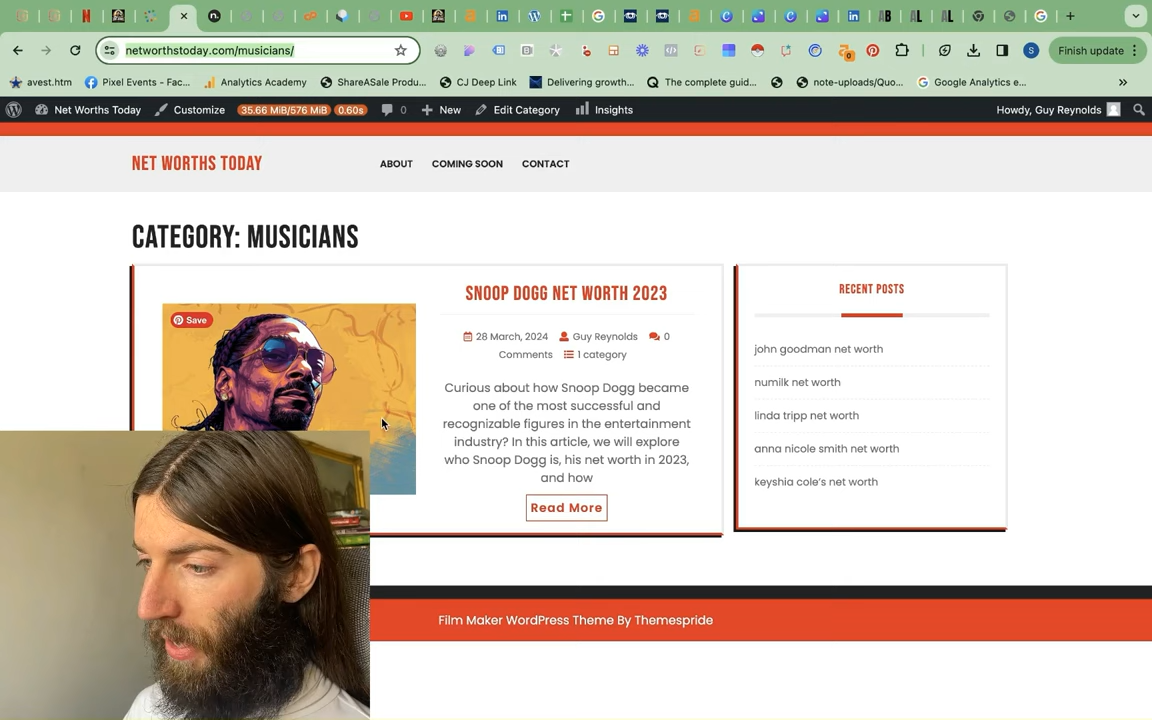 networthstoday.com/musicians/
Finish update
avest.htm
Pixel Events - Fac...
Analytics Academy
ShareASale Produ...
CJ Deep Link
Delivering growth...
The complete guid...
note-uploads/Quo...
Google Analytics e...
Net Worths Today
Customize
35.66 MiB/576 MiB
0.60s
0
New
Edit Category
Insights
Howdy, Guy Reynolds
NET WORTHS TODAY
ABOUT
COMING SOON
CONTACT
CATEGORY: MUSICIANS
Save
SNOOP DOGG NET WORTH 2023
28 March, 2024 Guy Reynolds 0
Comments 1 category
Curious about how Snoop Dogg became
one of the most successful and
recognizable figures in the entertainment
industry? In this article, we will explore
who Snoop Dogg is, his net worth in 2023,
and how
Read More
RECENT POSTS
john goodman net worth
numilk net worth
linda tripp net worth
anna nicole smith net worth
keyshia cole's net worth
Film Maker WordPress Theme By Themespride